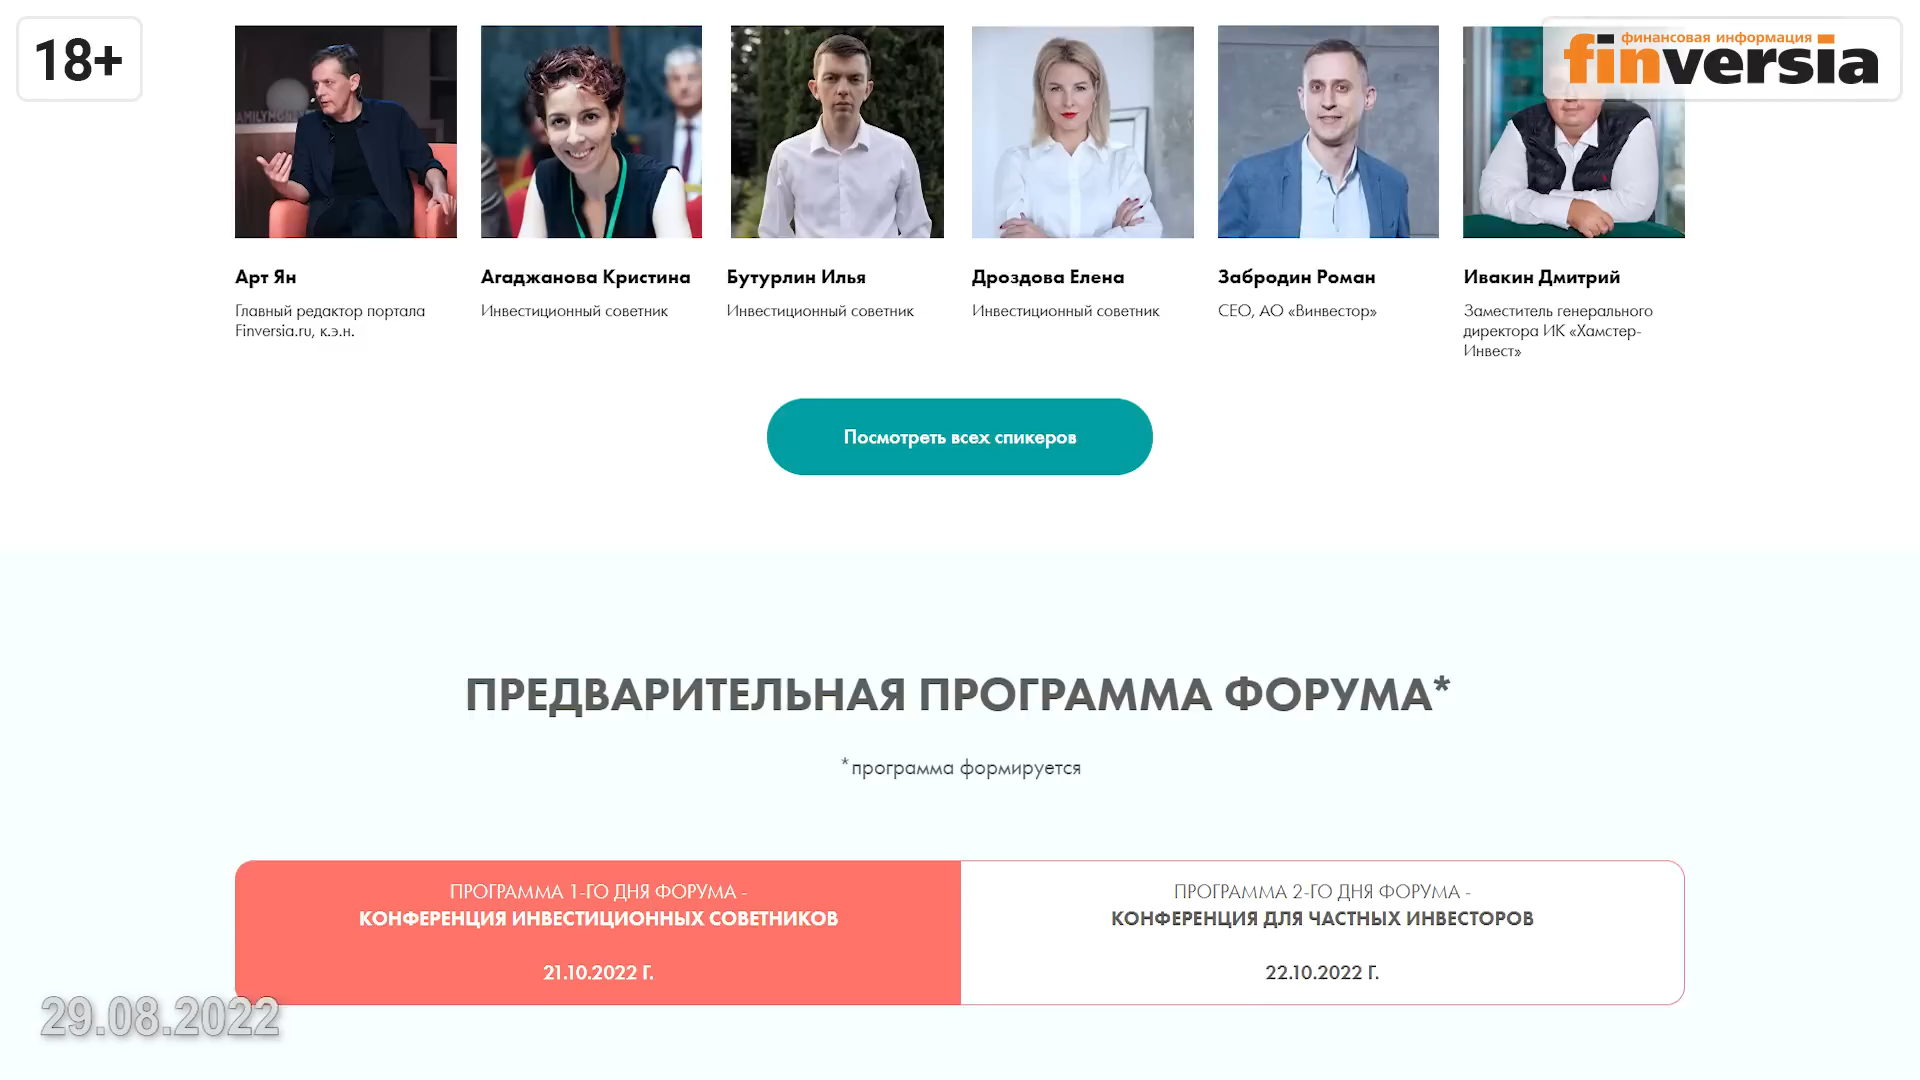 18+
финансовая информация
finversia
AMILYMONEY
Арт Ян
Главный редактор портала
Finversia.ru, к.э.н.
Агаджанова Кристина
Инвестиционный советник
Бутурлин Илья
Инвестиционный советник
Дроздова Елена
Инвестиционный советник
Забродин Роман
CEO, АО «Винвестор»
Ивакин Дмитрий
Заместитель генерального
директора ИК «Хамстер-
Инвест»
Посмотреть всех спикеров
ПРЕДВАРИТЕЛЬНАЯ ПРОГРАММА ФОРУМА*
*программа формируется
ПРОГРАММА 1-ГО ДНЯ ФОРУМА -
КОНФЕРЕНЦИЯ ИНВЕСТИЦИОННЫХ СОВЕТНИКОВ
21.10.2022 Г.
ПРОГРАММА 2-ГО ДНЯ ФОРУМА -
КОНФЕРЕНЦИЯ ДЛЯ ЧАСТНЫХ ИНВЕСТОРОВ
22.10.2022 Г.
29.08.2022